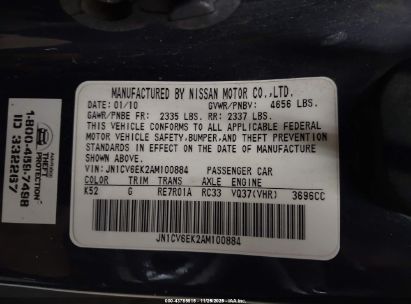 MANUFACTURED BY NISSAN MOTOR CO.,LTD.
DATE: 01/10 GVWR/PNBV: 4656 LBS.
GAWR/PNBE FR: 2335 LBS. RR: 2337 LBS.
THIS VEHICLE CONFORMS TO ALL APPLICABLE FEDERAL
MOTOR VEHICLE SAFETY,BUMPER, AND THEFT PREVENTION
STANDARDS IN EFFECT ON THE DATE OF MANUFACTURE
SHOWN ABOVE.
VIN: JN1CV6EK2AM100884 PASSENGER CAR
COLOR TRIM TRANS AXLE ENGINE
K52 G RE7R01A RC33 VQ37(VHR) 3696CC
JN1CV6EK2AM100884
THEFT
PROTECTION
1-800-459-7498